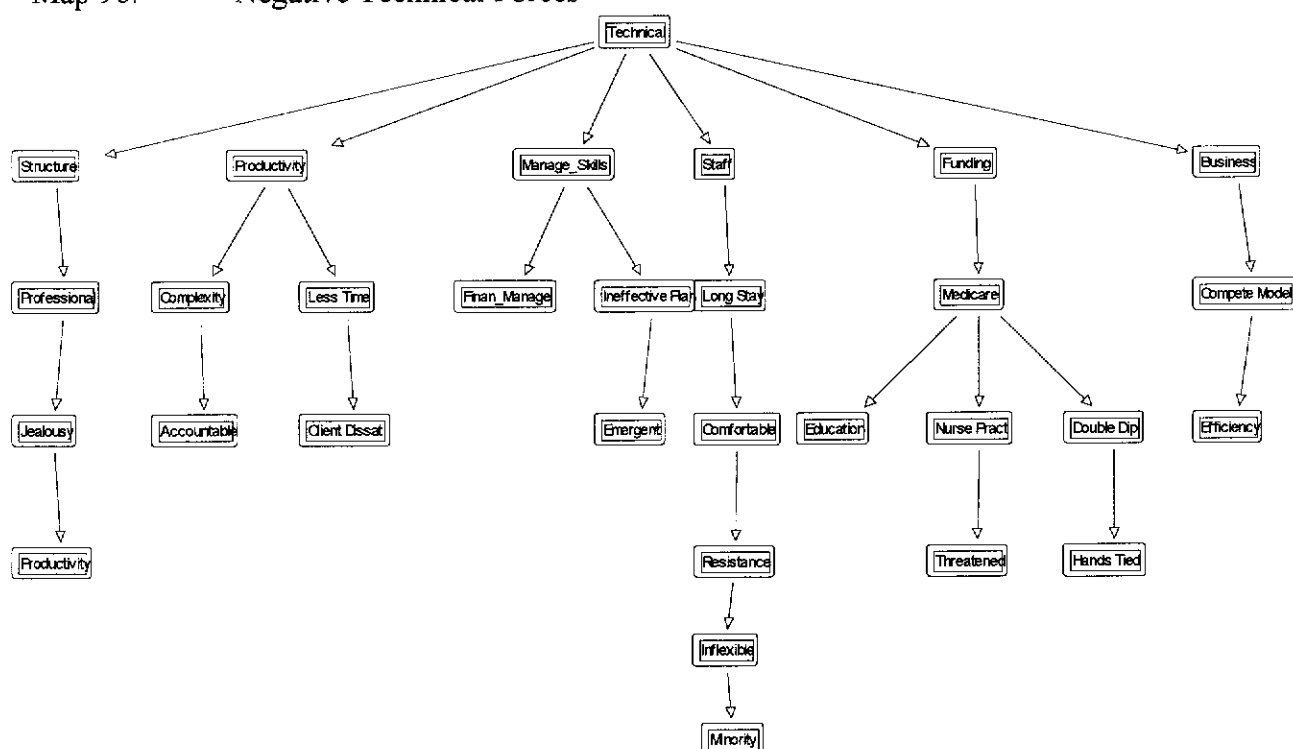 Negative Technical Forces
Technical
Structure
Productivity
Manage_Skills
Staff
Funding
Business
Professional
Complexity
Less Time
Finan_Manage
Ineffective Plan
Long Stay
Medicare
Compete Model
Jealousy
Accountable
Client Dissat
Emergent
Comfortable
Education
Nurse Pract
Double Dip
Efficiency
Productivity
Resistance
Threatened
Hands Tied
Inflexible
Minority